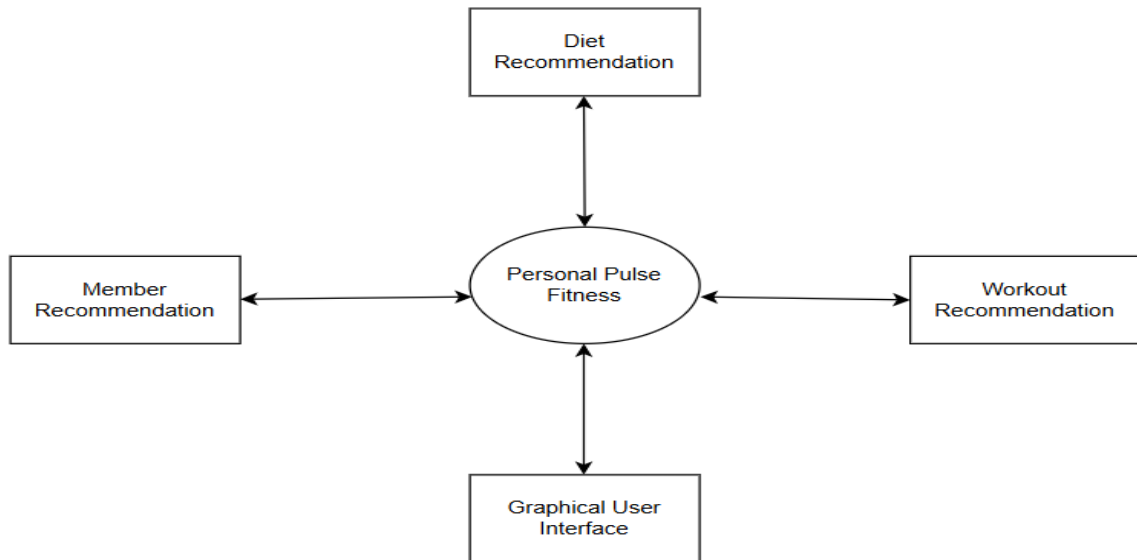 Diet
Recommendation
Member
Recommendation
Personal Pulse
Fitness
Workout
Recommendation
Graphical User
Interface